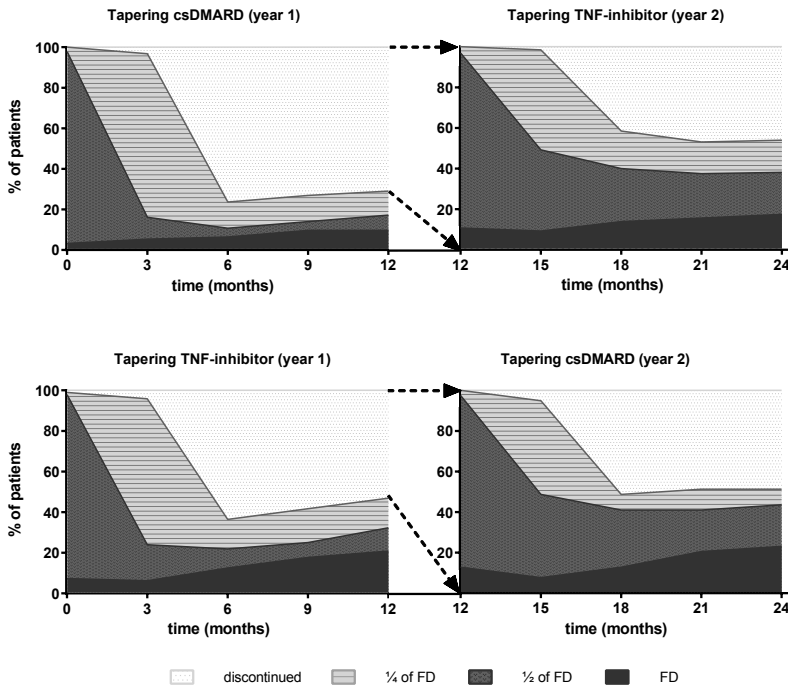 Tapering csDMARD (year 1)
Tapering TNF-inhibitor (year 2)
% of patients
100
80
60
40
20
0
0 3 6 9 12
time (months)
100
80
60
40
20
0
12 15 18 21 24
time (months)
Tapering TNF-inhibitor (year 1)
Tapering csDMARD (year 2)
% of patients
100
80
60
40
20
0
0 3 6 9 12
time (months)
100
80
60
40
20
0
12 15 18 21 24
time (months)
discontinued ¼ of FD ½ of FD FD